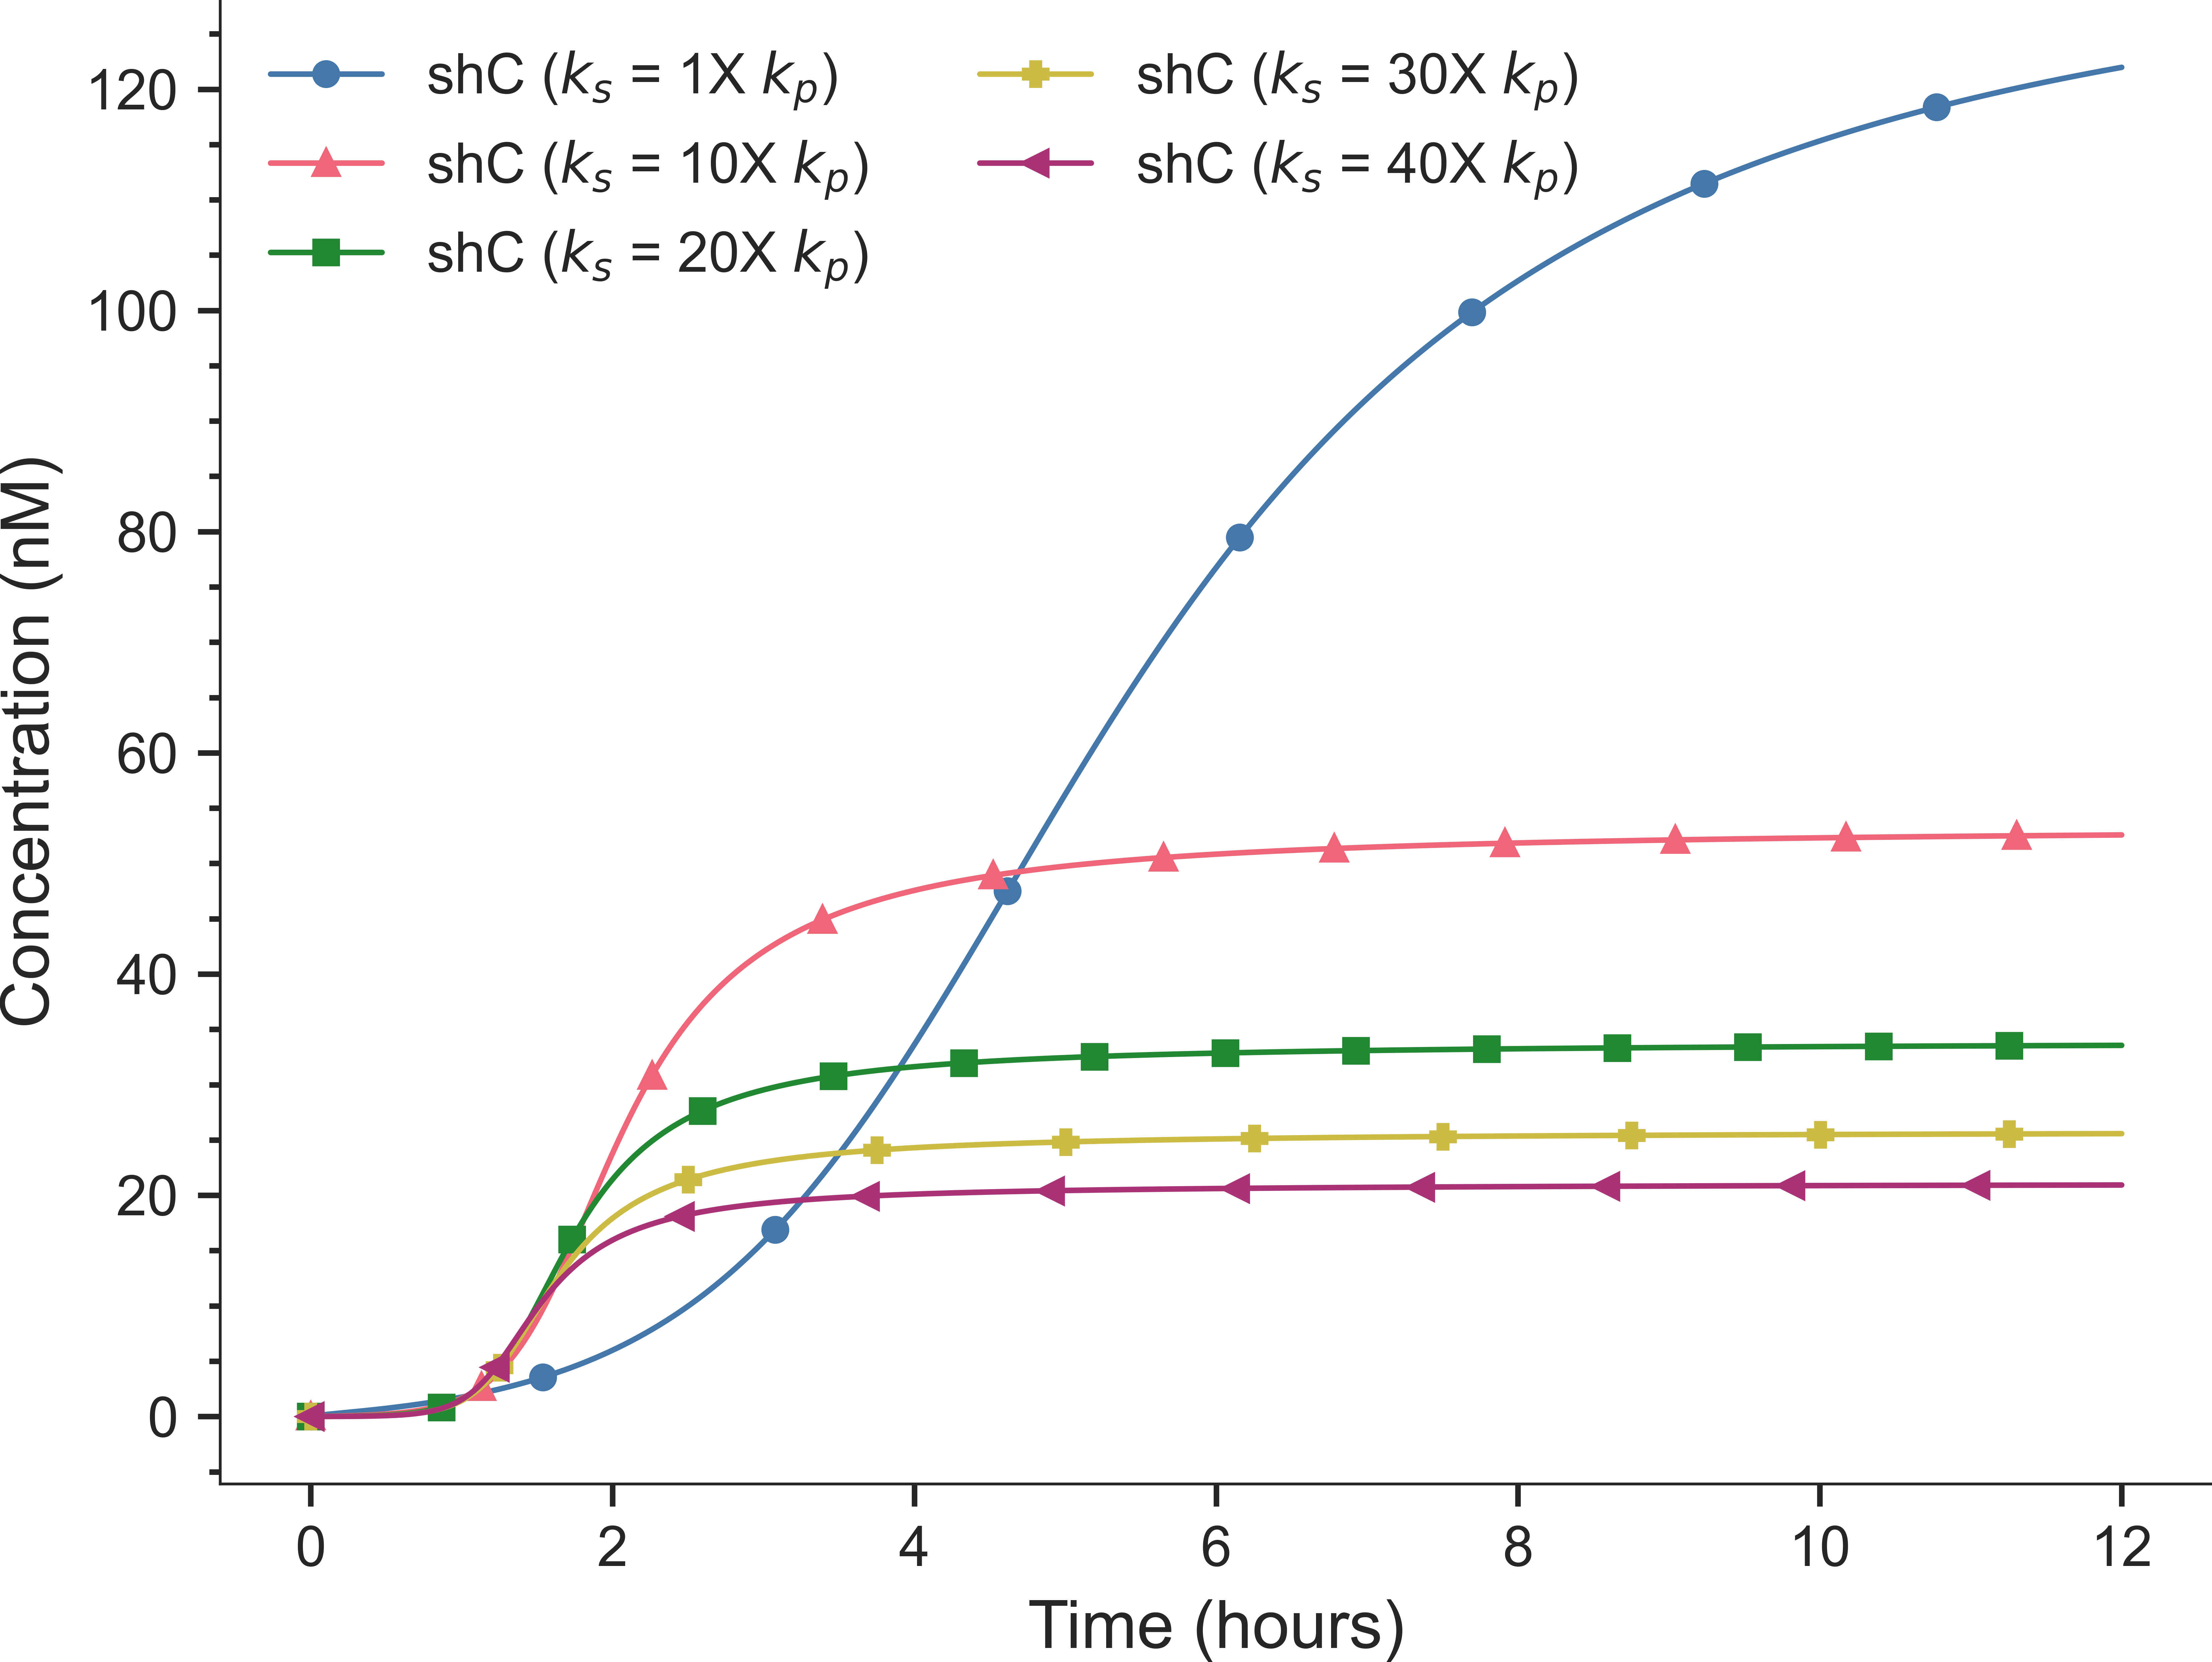 shC (ks = 1X kp)
shC (ks = 10X kp)
shC (ks = 20X kp)
shC (ks = 30X kp)
shC (ks = 40X kp)
Concentration (nM)
120
100
80
60
40
20
0
0 2 4 6 8 10 12
Time (hours)